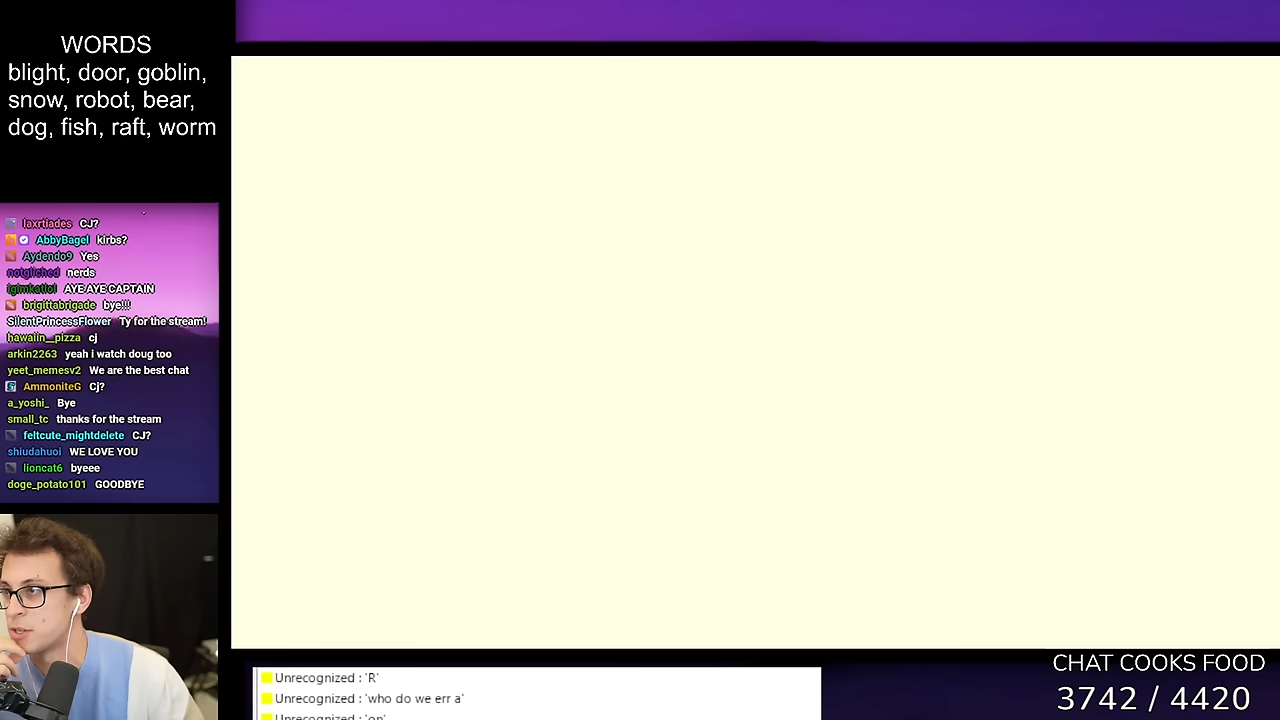 WORDS
blight, door, goblin,
snow, robot, bear,
dog, fish, raft, worm
laxrtiades CJ?
AbbyBagel kirbs?
Aydendo9 Yes
notgliched nerds
AYE AYE CAPTAIN
brigittabrigade bye!!!
SilentPrincessFlower Ty for the stream!
hawaiin__pizza cj
arkin2263 yeah i watch doug too
yeet_memesv2 We are the best chat
AmmoniteG Cj?
a_yoshi_ Bye
small_tc thanks for the stream
feltcute_mightdelete CJ?
shiudahuoi WE LOVE YOU
lioncat6 byeee
doge_potato101 GOODBYE
Unrecognized : 'R'
Unrecognized : 'who do we err a'
Unrecognized : 'on'
CHAT COOKS FOOD
3742 / 4420